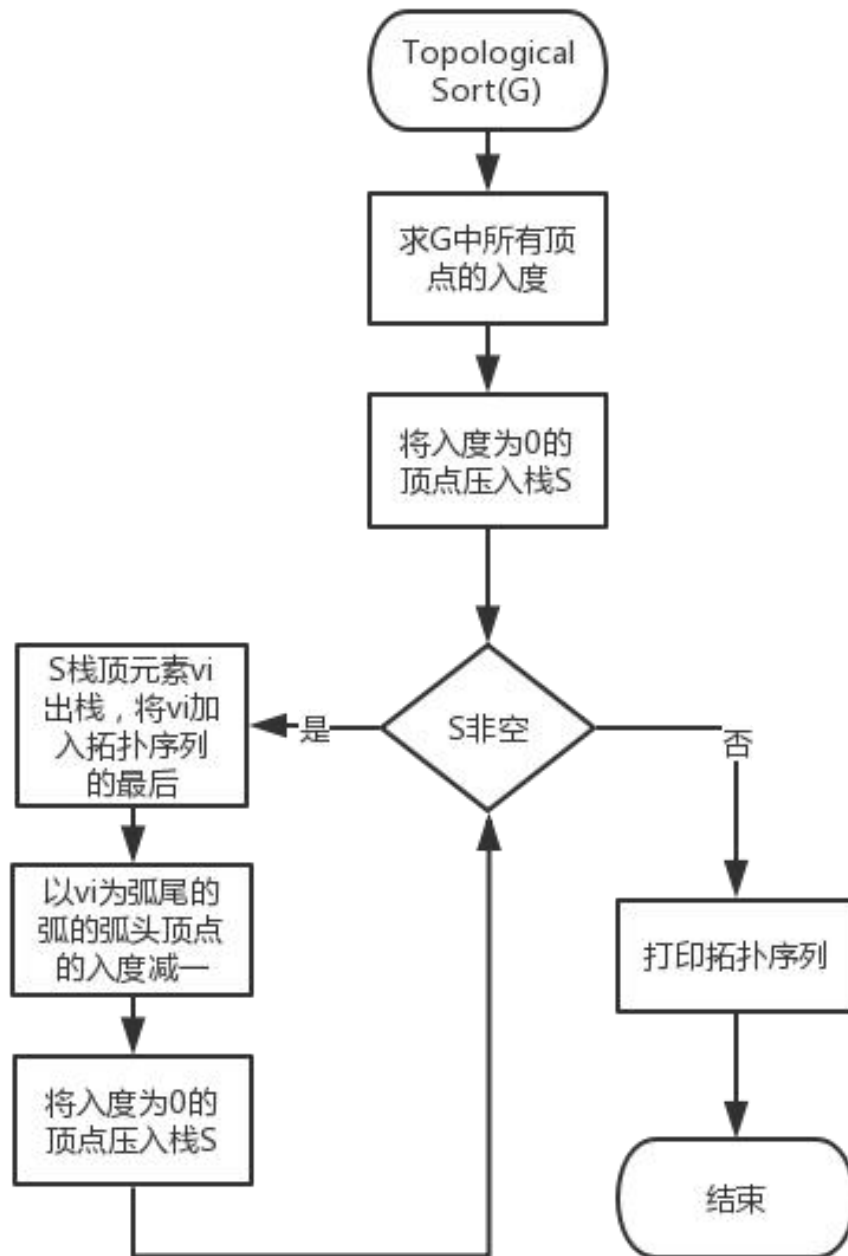 Topological
Sort(G)
求G中所有顶
点的入度
将入度为0的
顶点压入栈S
S非空
是
否
S栈顶元素vi
出栈，将vi加
入拓扑序列
的最后
以vi为弧尾的
弧的弧头顶点
的入度减一
将入度为0的
顶点压入栈S
打印拓扑序列
结束